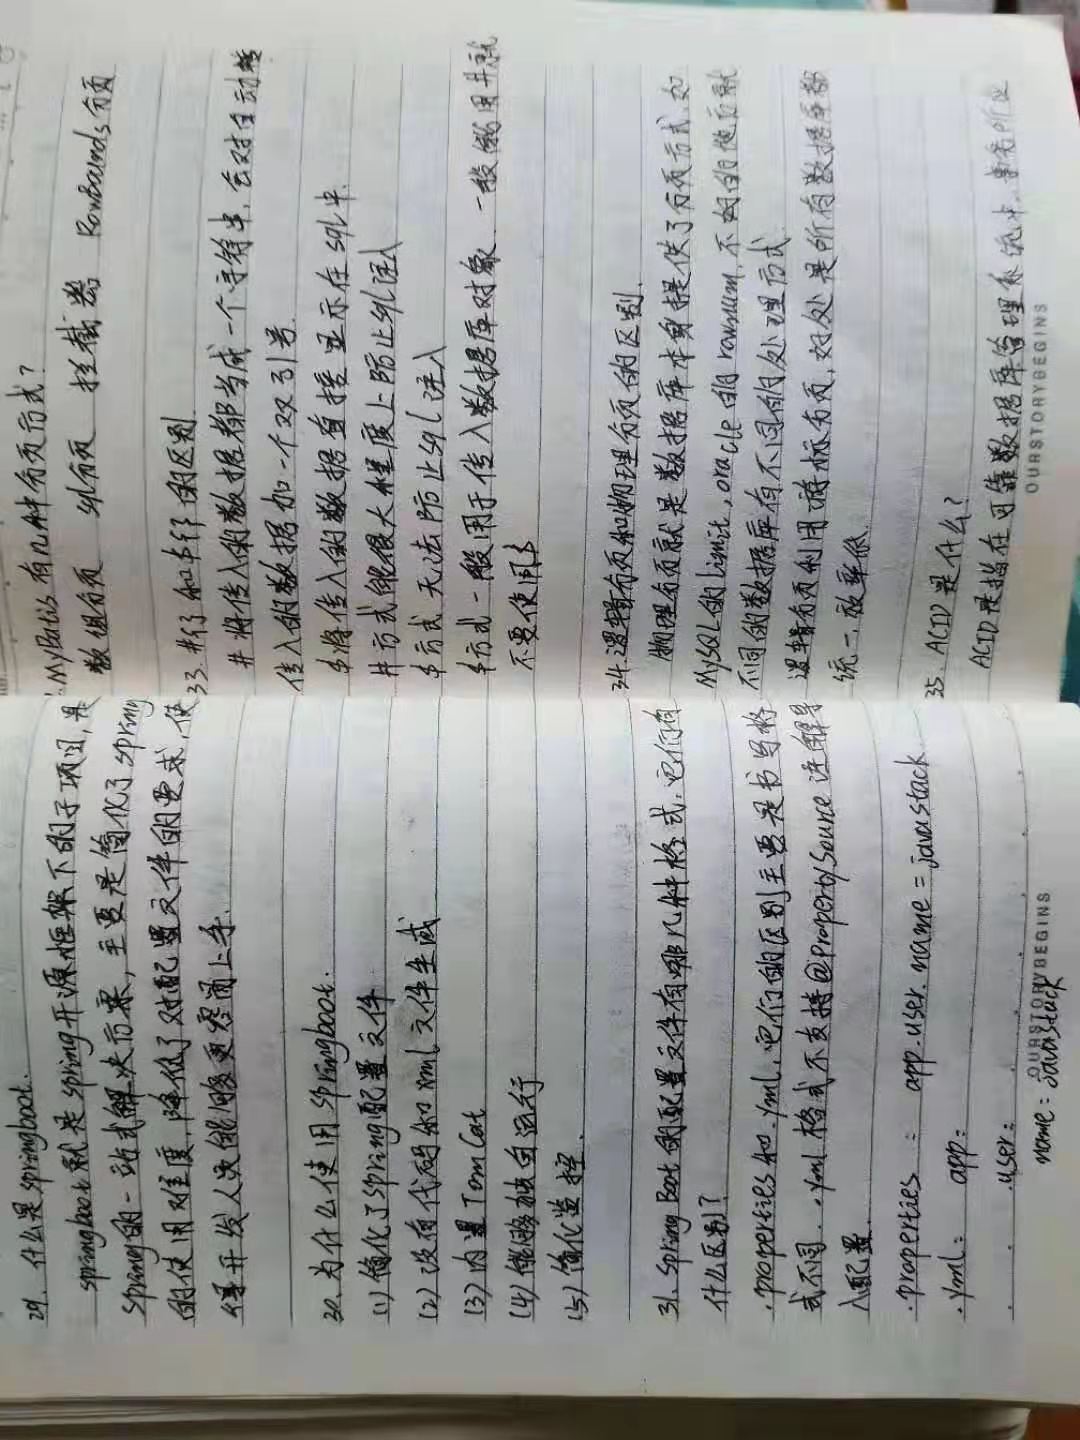 29. 什么是springboot.
springboot就是spring开源框架下的子项目,是
spring的一站式解决方案,主要是简化了spring
的使用难度,降低了对配置文件的要求,使
得开发人员能够更容易上手.
30. 为什么使用springboot.
(1) 简化了spring配置文件
(2) 没有代码和xml文件生成
(3) 内置TomCat
(4) 能够独自运行
(5) 简化监控.
31. Spring Boot的配置文件有哪几种格式,它们有
什么区别?
.properties和.yml,它们的区别主要是书写格
式不同. .yml格式不支持@PropertySource注解导
入配置.
.properties: app.user.name=javastack
.yml: app:
user:
name: javastack
OURSTORYBEGINS
MyBatis有几种分页方式?
数组分页 sql分页 拦截器 RowBounds分页
33. #{}和${}的区别
#将传入的数据都当成一个字符串,会对自动
传入的数据加一个双引号.
$将传入的数据直接显示在sql中.
#方式能很大程度上防止sql注入
$方式无法防止sql注入
$方式一般用于传入数据库对象 一般能用#就
不要使用$
34.逻辑分页和物理分页的区别.
物理分页就是数据库本身提供了分页方式,如
MySQL的limit,oracle的rownum,不好的地方就
不同的数据库有不同的处理方式
逻辑分页利用游标分页,好处是所有数据库都
统一,效率低.
35. ACID是什么?
ACID是指在可靠数据库管理系统中,
OURSTORYBEGINS